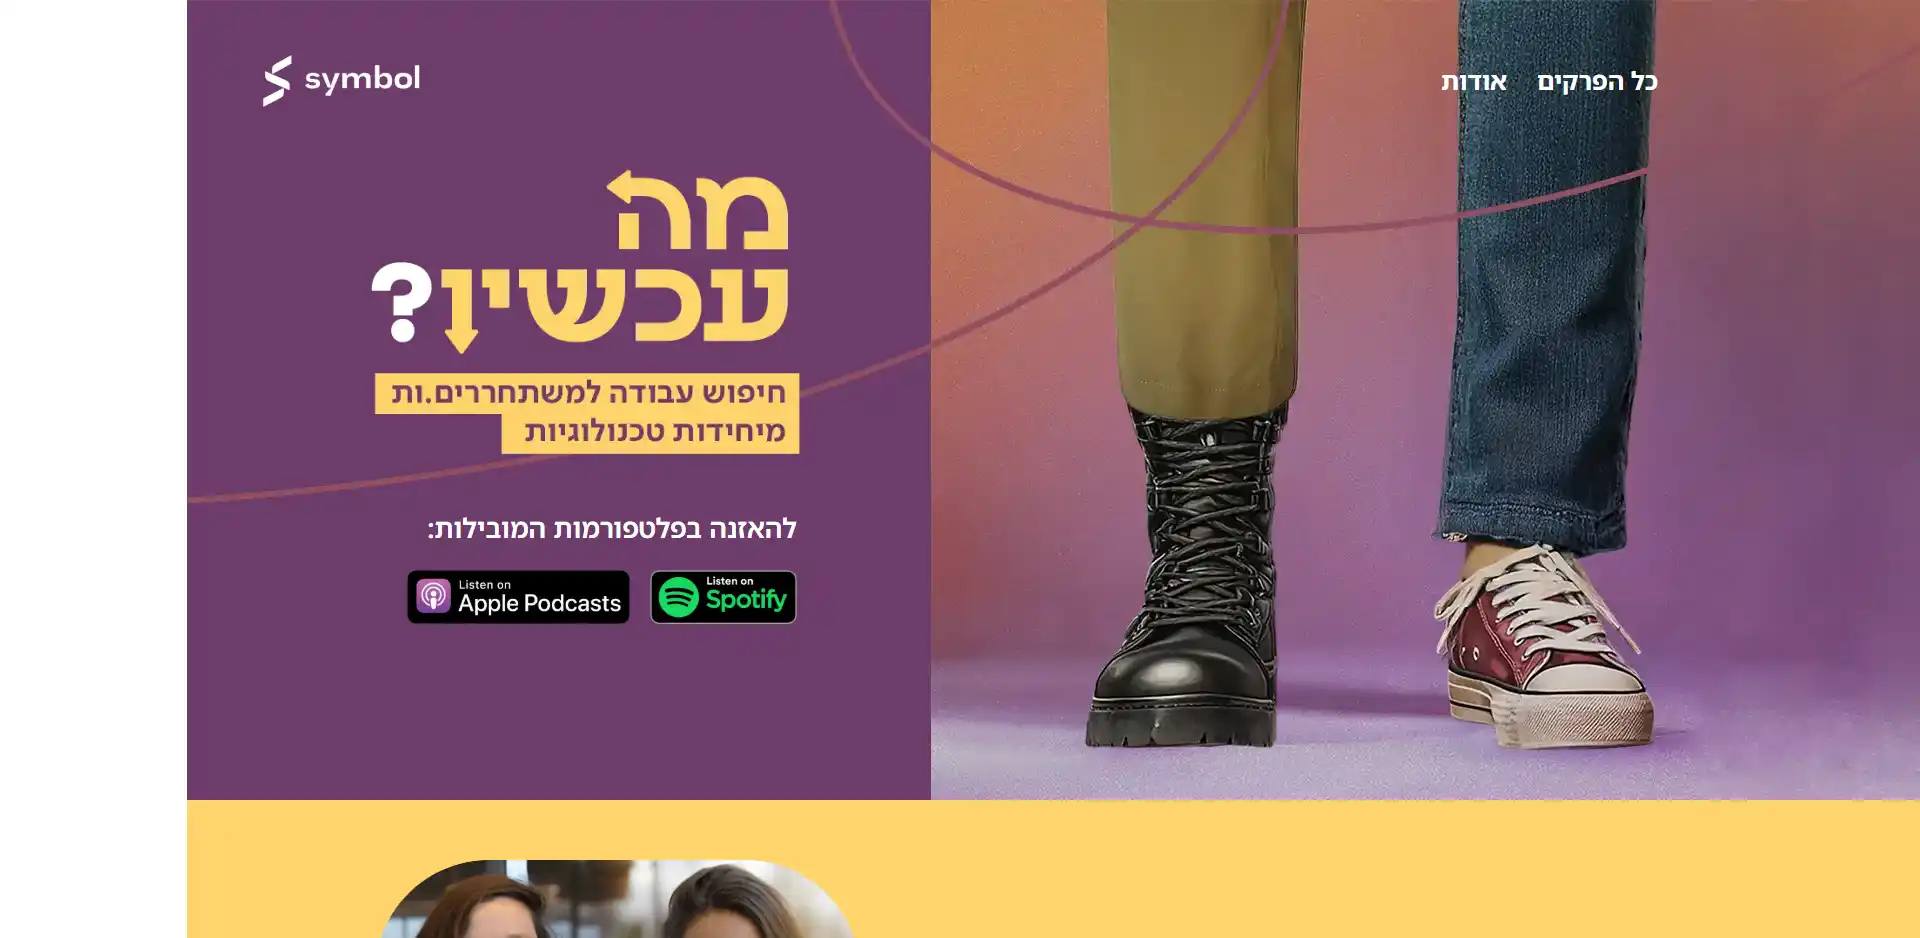 symbol
כל הפרקים
אודות
מה
עכשיו?
חיפוש עבודה למשתחררים.ות
מיחידות טכנולוגיות
להאזנה בפלטפורמות המובילות:
Listen on
Spotify
Listen on
Apple Podcasts